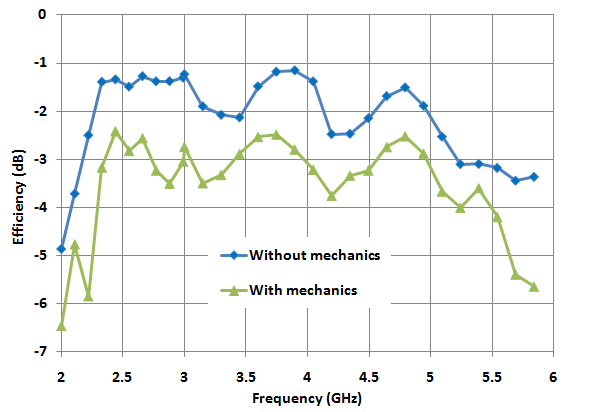 0
-1
-2
-3
-4
-5
-6
-7
Efficiency (dB)
Without mechanics
With mechanics
2 2.5 3 3.5 4 4.5 5 5.5 6
Frequency (GHz)